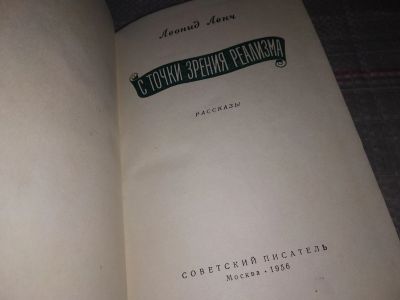 Леонид Ленч
С ТОЧКИ ЗРЕНИЯ РЕАЛИЗМА
РАССКАЗЫ
СОВЕТСКИЙ ПИСАТЕЛЬ
Москва · 1956